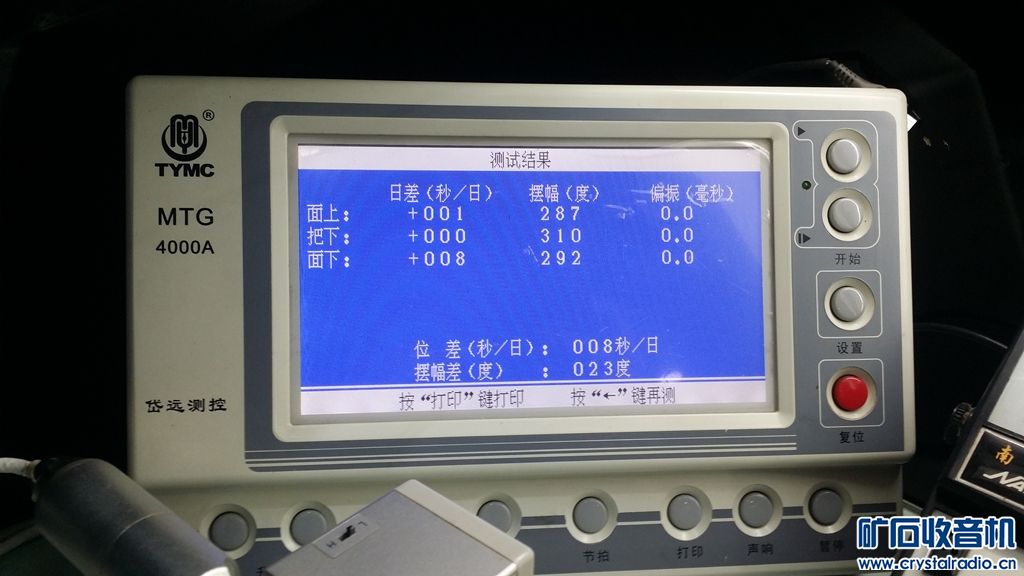 ®
TYMC
MTG
4000A
岱远测控
测试结果
日差(秒/日) 摆幅(度) 偏振(毫秒)
面上: +001 287 0.0
把下: +000 310 0.0
面下: +008 292 0.0
位 差(秒/日): 008秒/日
摆幅差(度) : 023度
按“打印”键打印 按“←”键再测
开始
设置
复位
节拍
打印
声响
暂停
H L
南
NA
矿石收音机
www.crystalradio.cn